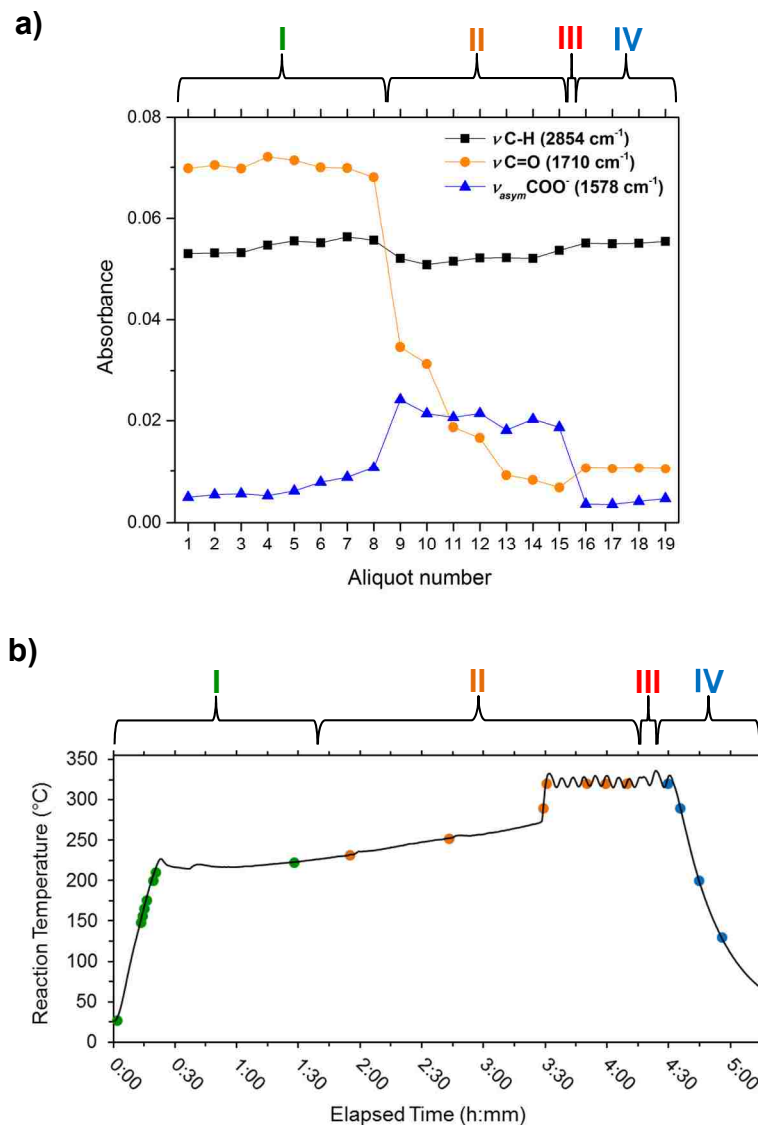 a)
I II III IV
0.08
0.06
0.04
0.02
0.00
Absorbance
ν C-H (2854 cm⁻¹)
ν C=O (1710 cm⁻¹)
ν_asymCOO⁻ (1578 cm⁻¹)
1 2 3 4 5 6 7 8 9 10 11 12 13 14 15 16 17 18 19
Aliquot number
b)
I II III IV
350
300
250
200
150
100
50
0
Reaction Temperature (°C)
0:00 0:30 1:00 1:30 2:00 2:30 3:00 3:30 4:00 4:30 5:00
Elapsed Time (h:mm)